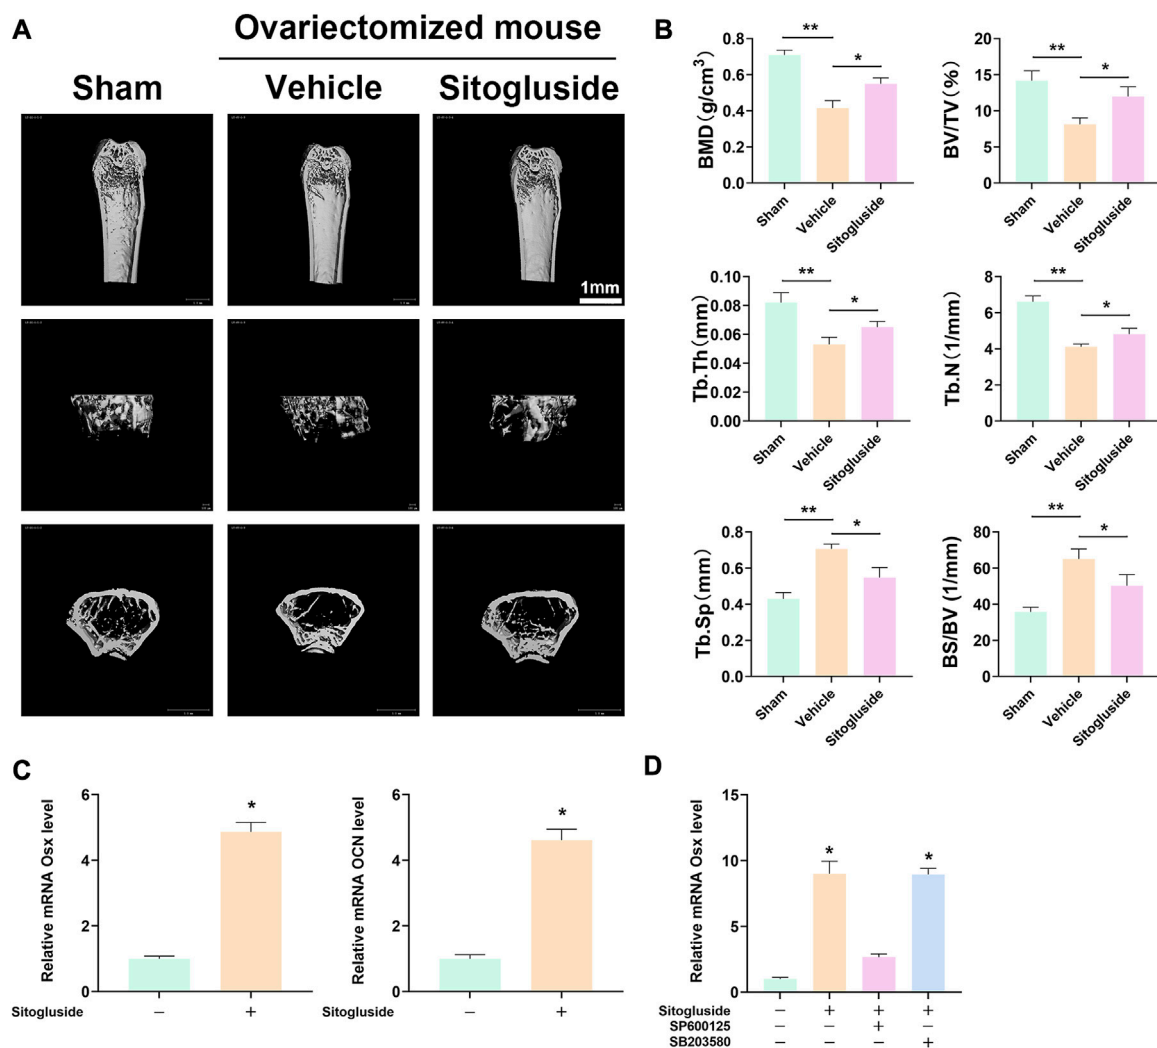 A
Ovariectomized mouse
Sham
Vehicle
Sitogluside
1mm
B
BMD(g/cm³)
0.8
0.6
0.4
0.2
0.0
**
*
Sham
Vehicle
Sitogluside
BV/TV(%)
20
15
10
5
0
**
*
Sham
Vehicle
Sitogluside
Tb.Th(mm)
0.10
0.08
0.06
0.04
0.02
0.00
**
*
Sham
Vehicle
Sitogluside
Tb.N(1/mm)
8
6
4
2
0
**
*
Sham
Vehicle
Sitogluside
Tb.Sp(mm)
0.8
0.6
0.4
0.2
0.0
**
*
Sham
Vehicle
Sitogluside
BS/BV (1/mm)
80
60
40
20
0
**
*
Sham
Vehicle
Sitogluside
C
Relative mRNA Osx level
6
4
2
0
*
Sitogluside − +
Relative mRNA OCN level
6
4
2
0
*
Sitogluside − +
D
Relative mRNA Osx level
15
10
5
0
*
*
Sitogluside − + + +
SP600125 − − + −
SB203580 − − − +